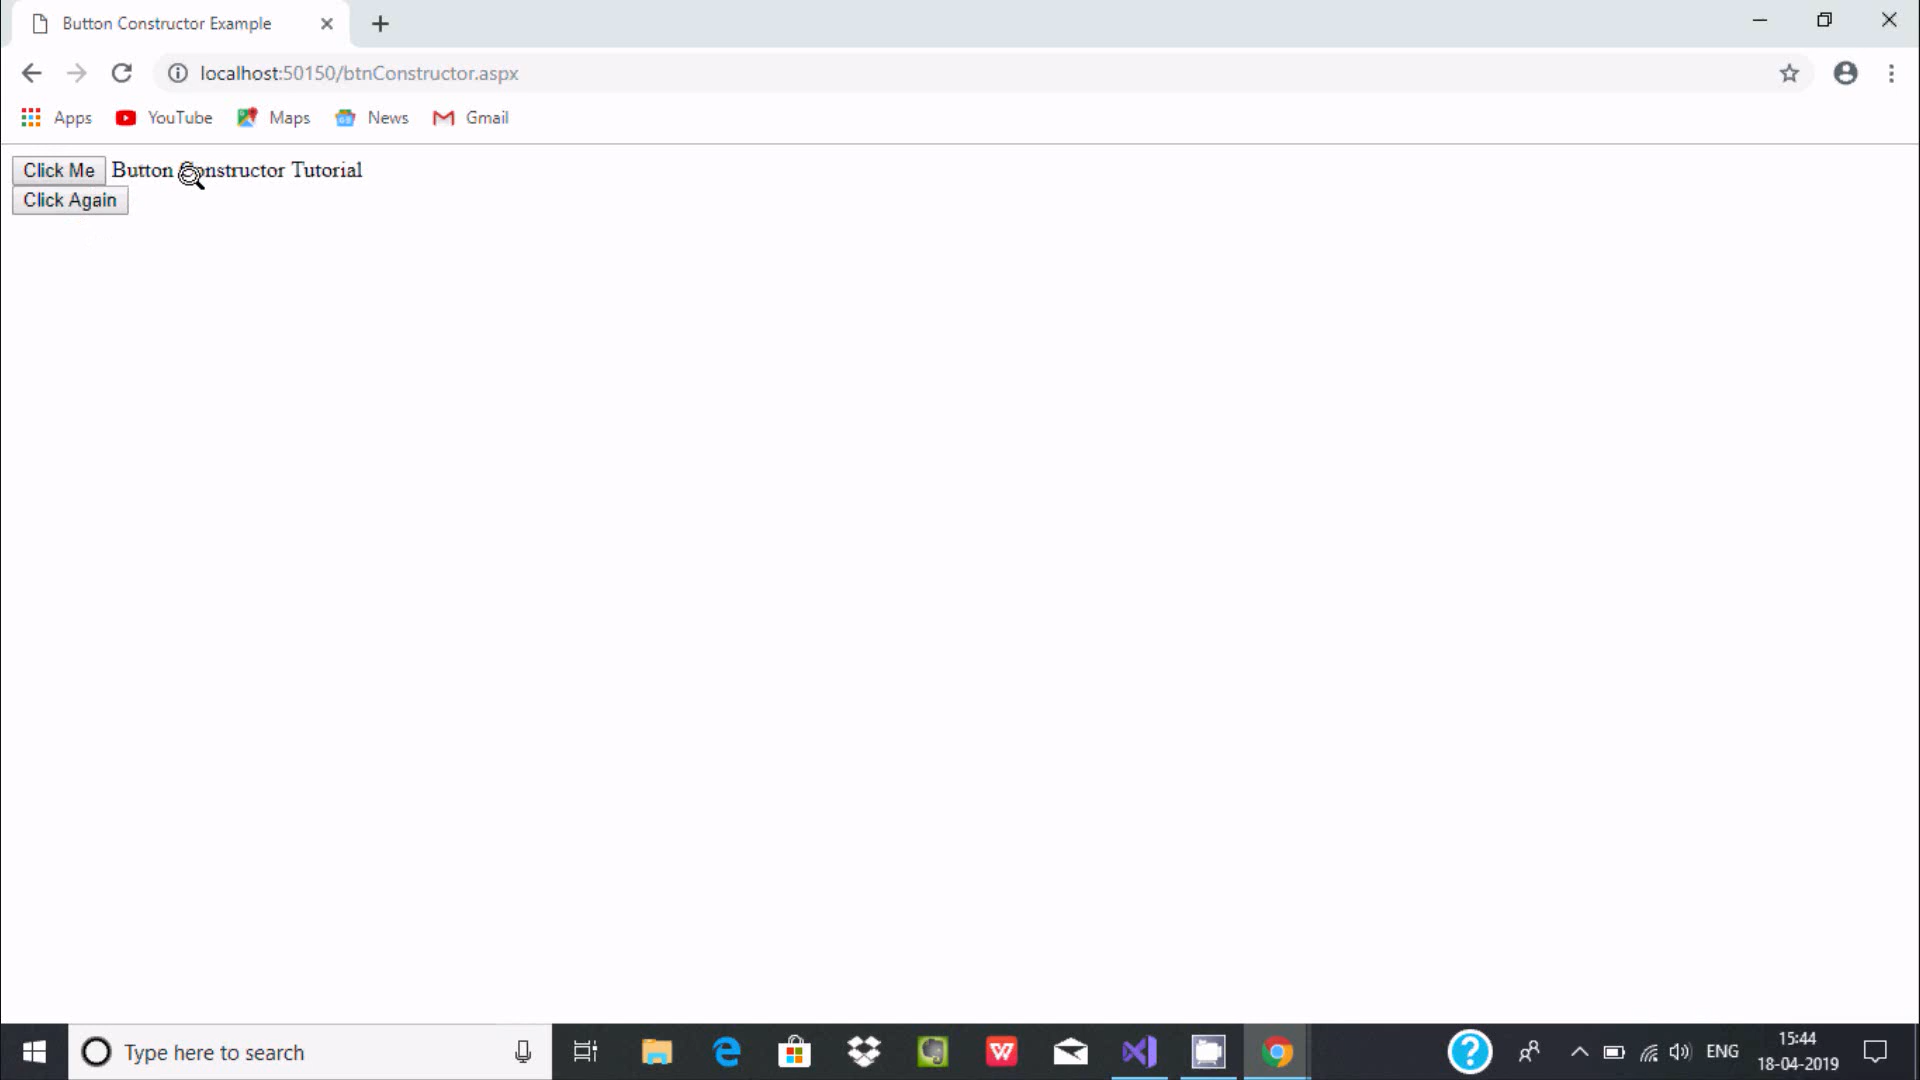 Button Constructor Example
localhost:50150/btnConstructor.aspx
Apps YouTube Maps News Gmail
Click Me Button Constructor Tutorial
Click Again
Type here to search
ENG
15:44
18-04-2019